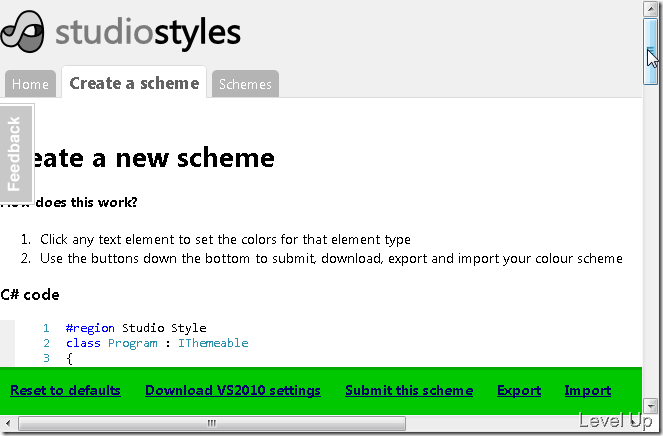 studiostyles
Home Create a scheme Schemes
Feedback
eate a new scheme
How does this work?
1. Click any text element to set the colors for that element type
2. Use the buttons down the bottom to submit, download, export and import your colour scheme
C# code
1 #region Studio Style
2 class Program : IThemeable
3 {
Reset to defaults Download VS2010 settings Submit this scheme Export Import
Level Up